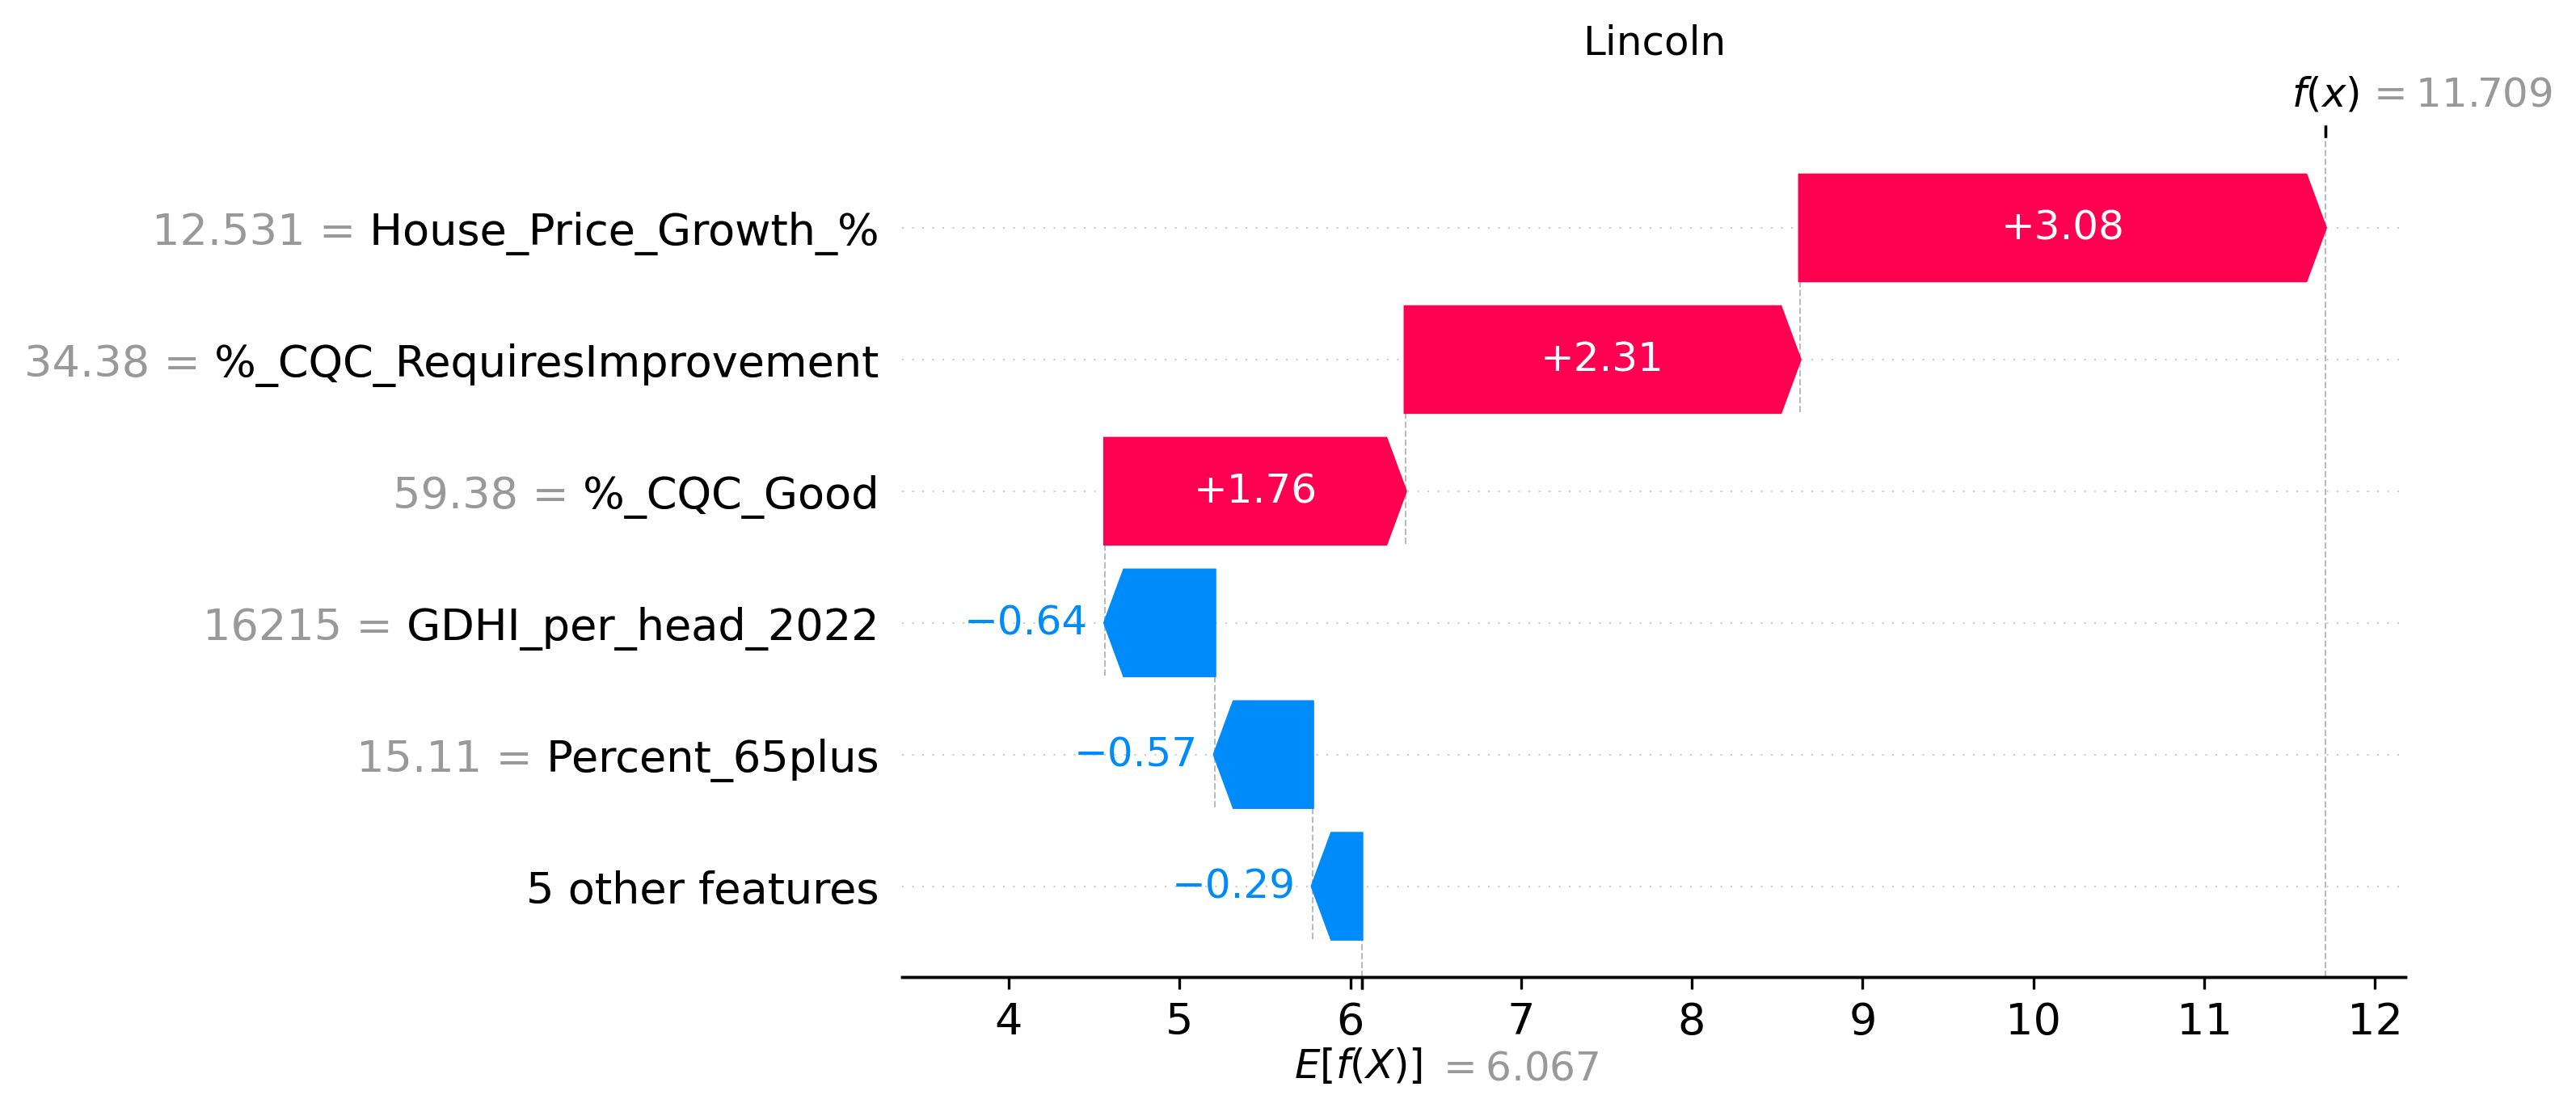 Lincoln
f(x) = 11.709
12.531 = House_Price_Growth_% +3.08
34.38 = %_CQC_RequiresImprovement +2.31
59.38 = %_CQC_Good +1.76
16215 = GDHI_per_head_2022 −0.64
15.11 = Percent_65plus −0.57
5 other features −0.29
4 5 6 7 8 9 10 11 12
E[f(X)] = 6.067